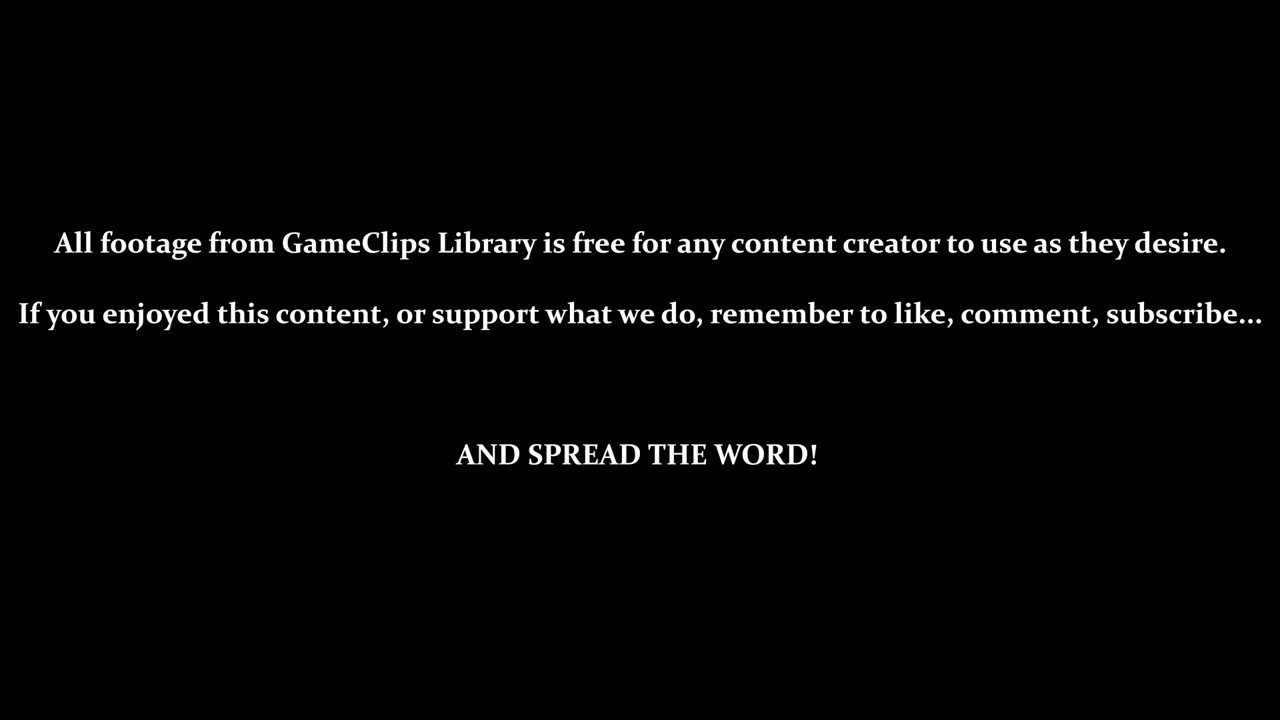 All footage from GameClips Library is free for any content creator to use as they desire.
If you enjoyed this content, or support what we do, remember to like, comment, subscribe...
AND SPREAD THE WORD!